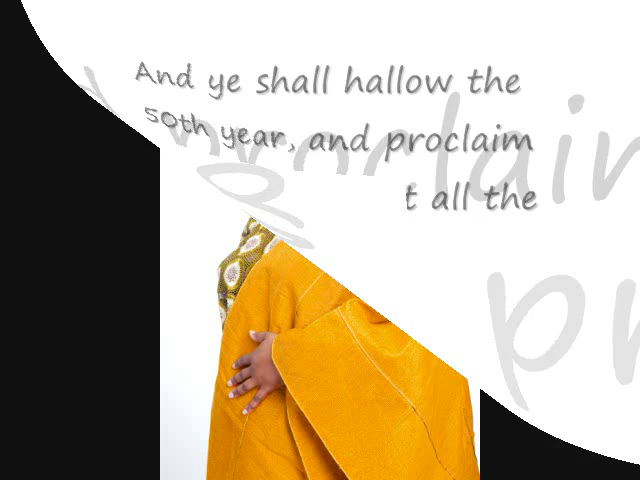 And ye shall hallow the
50th year, and proclaim
all the